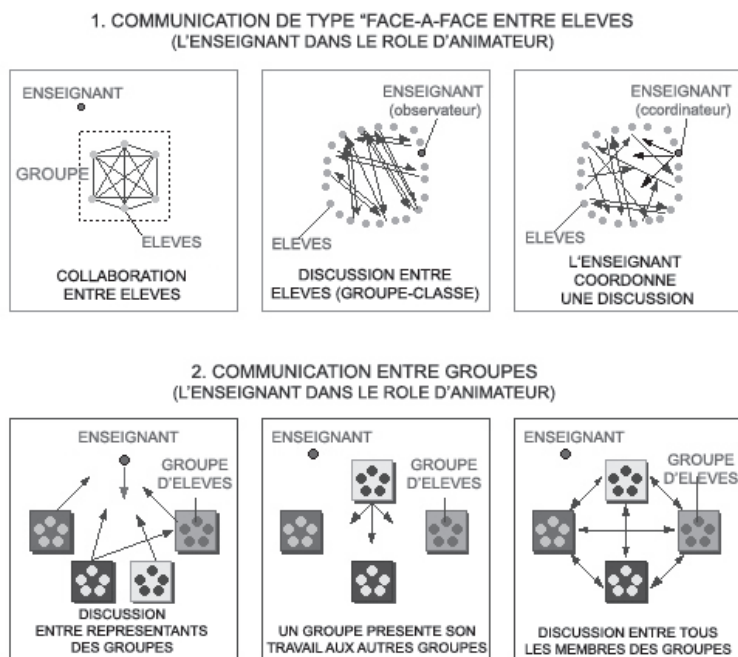 1. COMMUNICATION DE TYPE "FACE-A-FACE ENTRE ELEVES
(L'ENSEIGNANT DANS LE ROLE D'ANIMATEUR)
ENSEIGNANT
GROUPE
ELEVES
COLLABORATION
ENTRE ELEVES
ENSEIGNANT
(observateur)
ELEVES
DISCUSSION ENTRE
ELEVES (GROUPE-CLASSE)
ENSEIGNANT
(ccordinateur)
ELEVES
L'ENSEIGNANT
COORDONNE
UNE DISCUSSION
2. COMMUNICATION ENTRE GROUPES
(L'ENSEIGNANT DANS LE ROLE D'ANIMATEUR)
ENSEIGNANT
GROUPE
D'ELEVES
DISCUSSION
ENTRE REPRESENTANTS
DES GROUPES
ENSEIGNANT
GROUPE
D'ELEVES
UN GROUPE PRESENTE SON
TRAVAIL AUX AUTRES GROUPES
ENSEIGNANT
GROUPE
D'ELEVES
DISCUSSION ENTRE TOUS
LES MEMBRES DES GROUPES